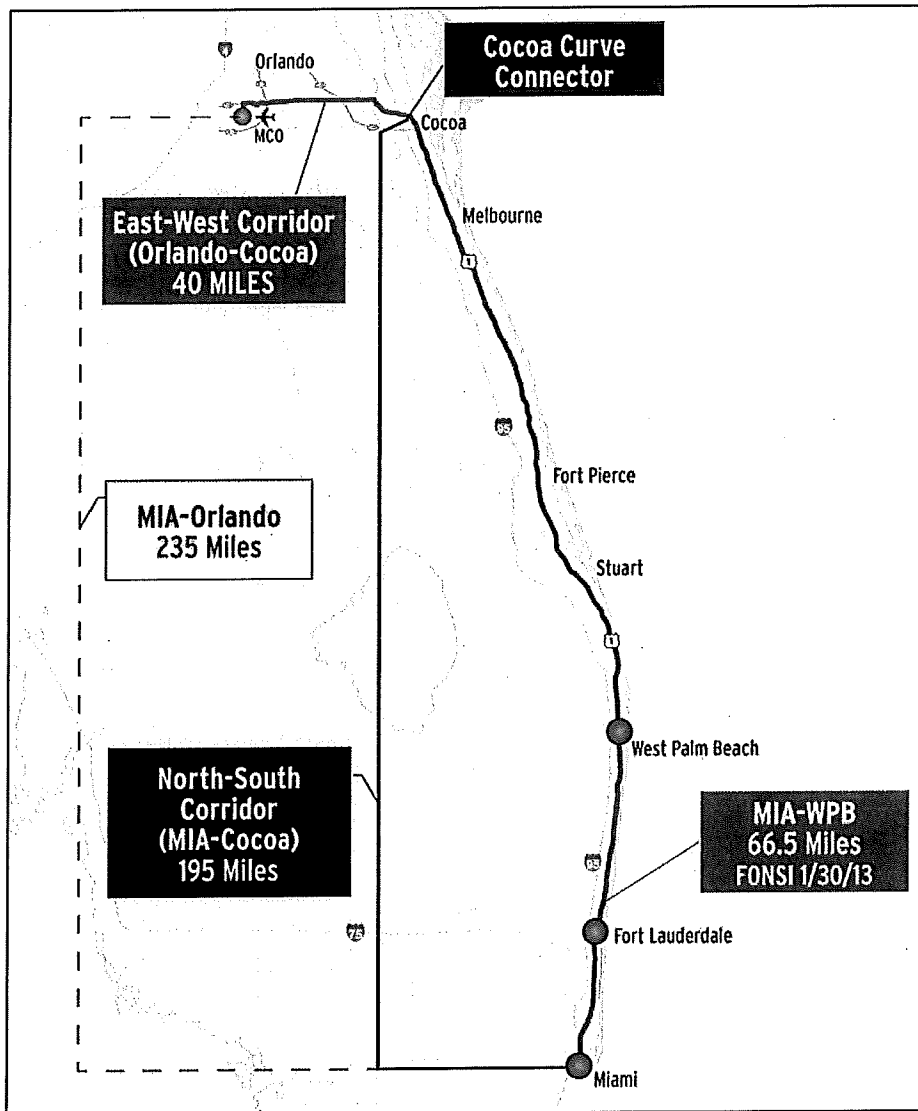 Cocoa Curve
Connector
4
Orlando
MCO
Cocoa
East-West Corridor
(Orlando-Cocoa)
40 MILES
Melbourne
1
95
Fort Pierce
MIA-Orlando
235 Miles
Stuart
1
West Palm Beach
North-South
Corridor
(MIA-Cocoa)
195 Miles
MIA-WPB
66.5 Miles
FONSI 1/30/13
95
75
Fort Lauderdale
Miami